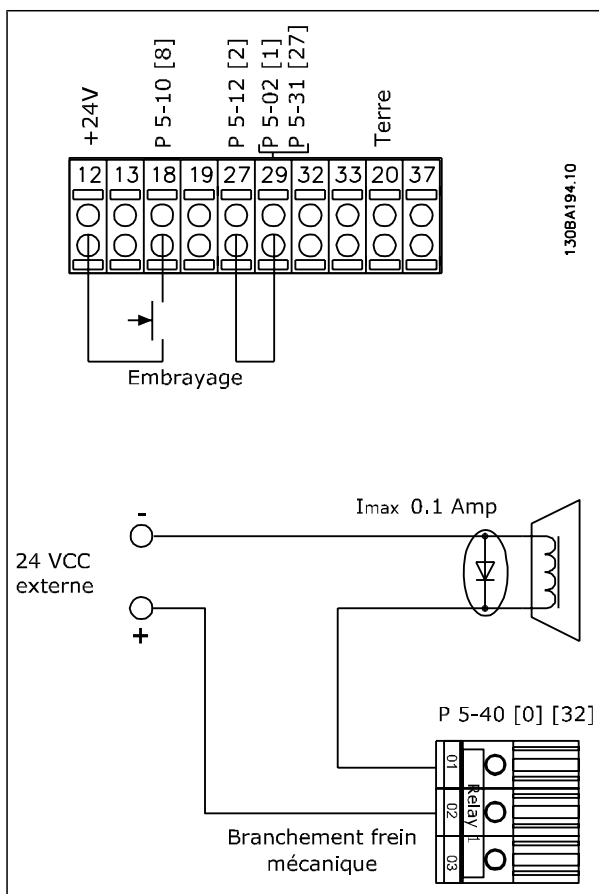 +24V
P 5-10 [8]
P 5-12 [2]
P 5-02 [1]
P 5-31 [27]
Terre
12 13 18 19 27 29 32 33 20 37
130BA194.10
Embrayage
Imax 0.1 Amp
-
24 VCC
externe
+
P 5-40 [0] [32]
01
02
03
Relay 1
Branchement frein
mécanique